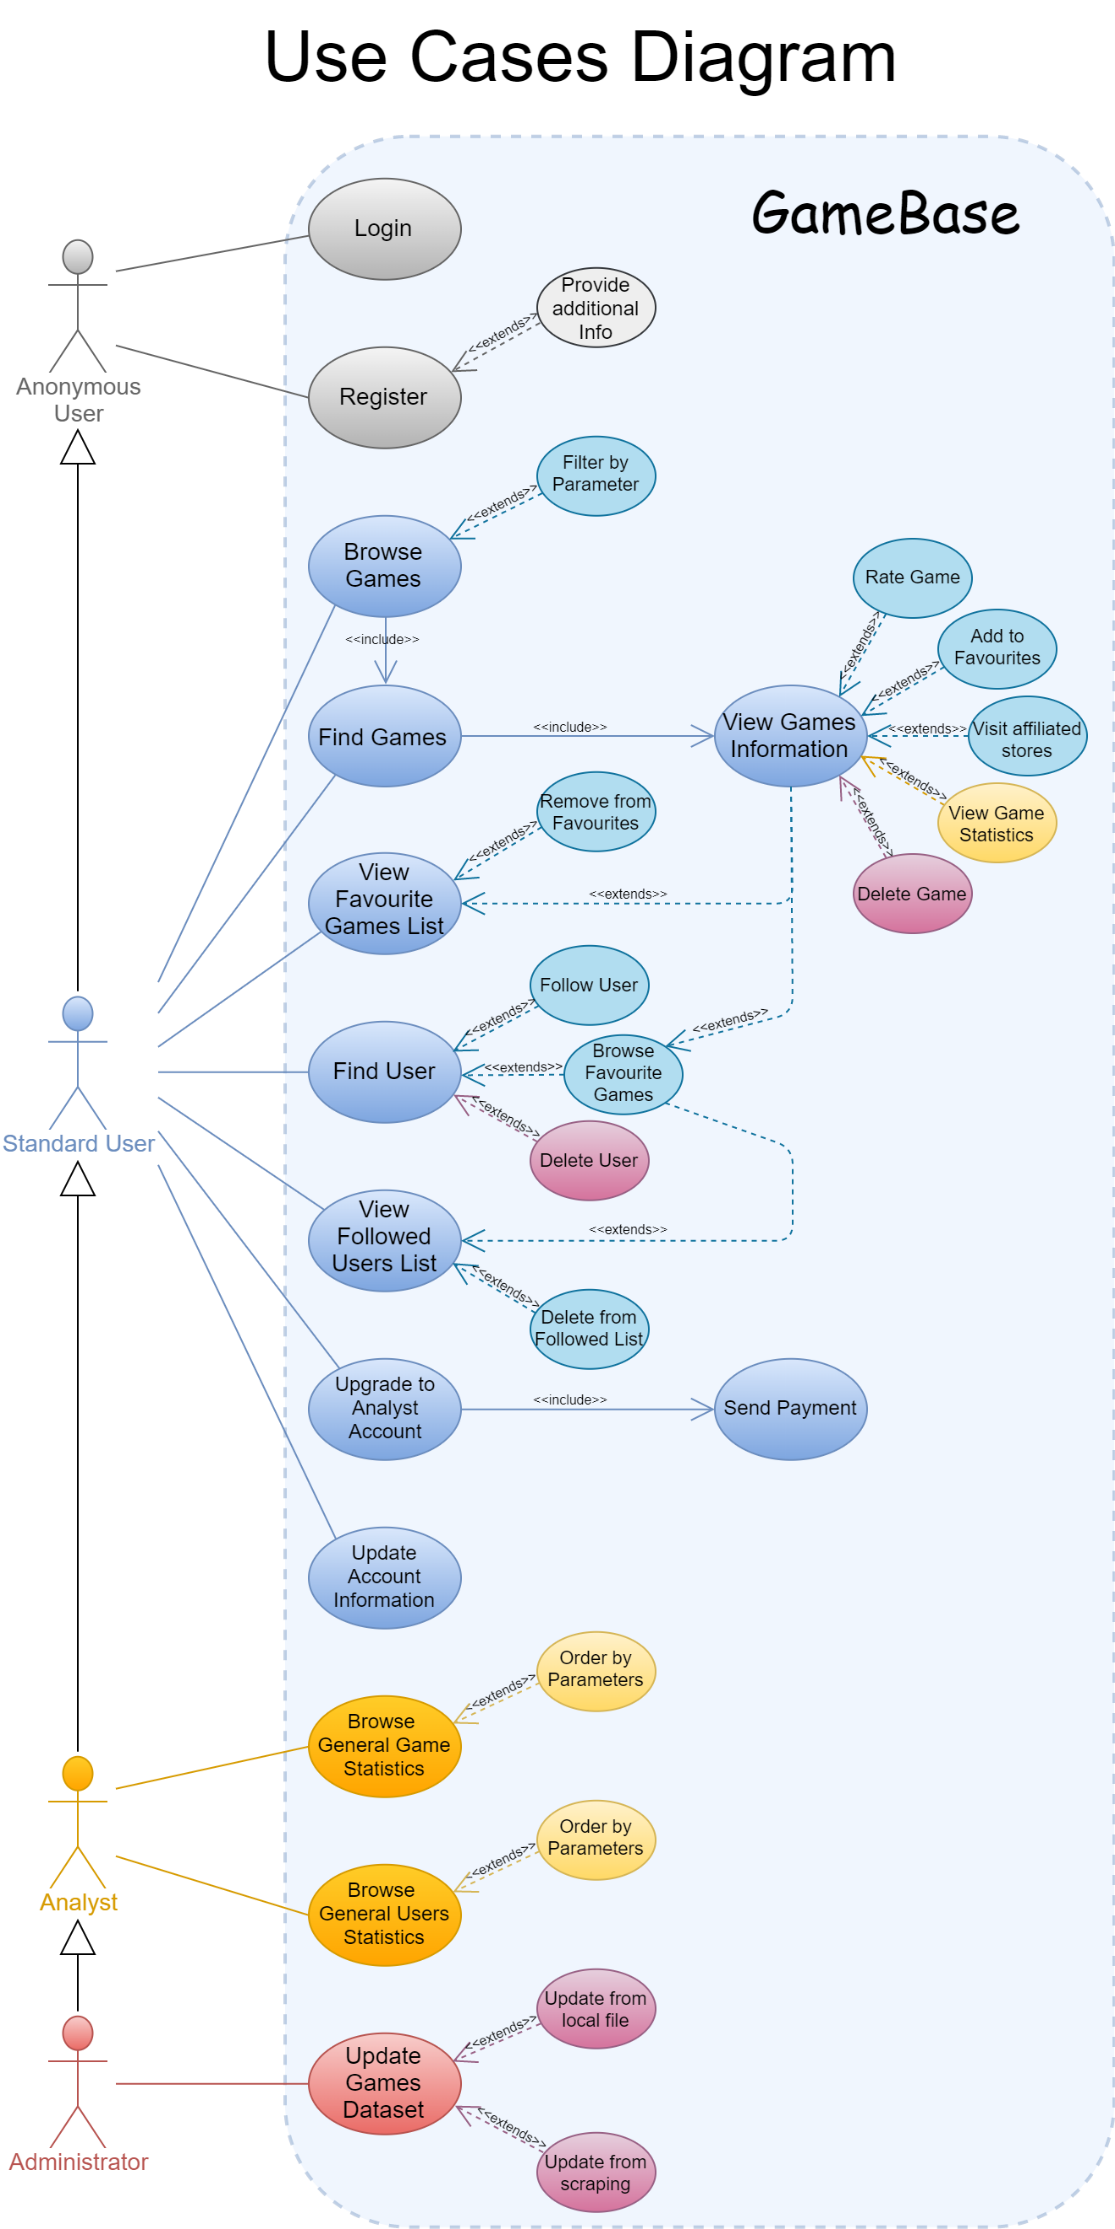 Use Cases Diagram
GameBase
Login
Provide
additional
Info
<<extends>>
Register
Anonymous
User
Filter by
Parameter
<<extends>>
Browse
Games
<<include>>
Find Games
<<include>>
View Games
Information
Rate Game
<<extends>>
Add to
Favourites
<<extends>>
Visit affiliated
stores
<<extends>>
View Game
Statistics
<<extends>>
Delete Game
<<extends>>
Remove from
Favourites
<<extends>>
View
Favourite
Games List
<<extends>>
Follow User
<<extends>>
Find User
<<extends>>
Browse
Favourite
Games
<<extends>>
Delete User
<<extends>>
Standard User
View
Followed
Users List
<<extends>>
Delete from
Followed List
<<extends>>
Upgrade to
Analyst
Account
<<include>>
Send Payment
Update
Account
Information
Order by
Parameters
<<extends>>
Browse
General Game
Statistics
Order by
Parameters
<<extends>>
Browse
General Users
Statistics
Analyst
Update from
local file
<<extends>>
Update
Games
Dataset
<<extends>>
Update from
scraping
Administrator